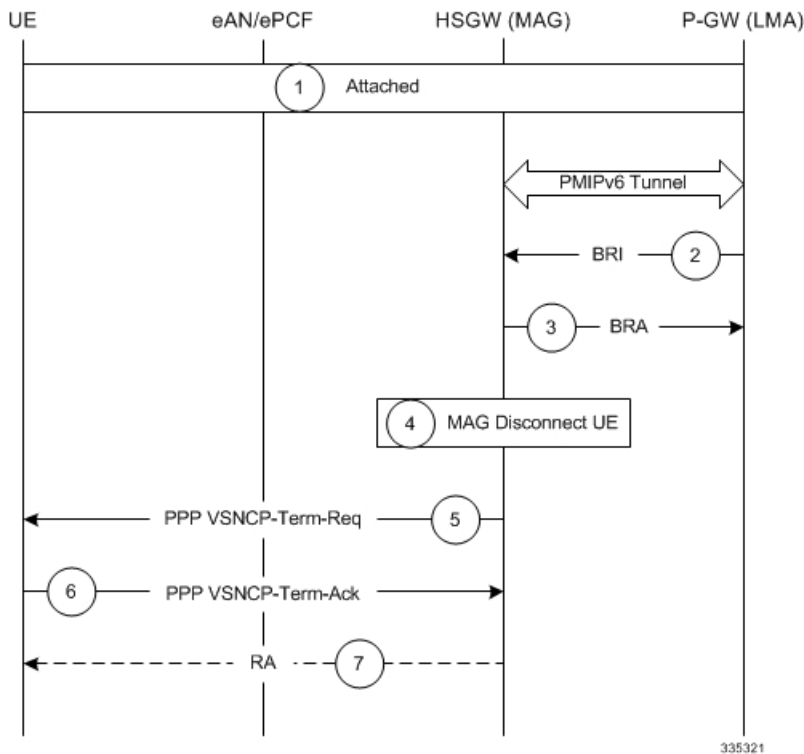 UE eAN/ePCF HSGW (MAG) P-GW (LMA)
1 Attached
PMIPv6 Tunnel
BRI 2
3 BRA
4 MAG Disconnect UE
PPP VSNCP-Term-Req 5
6 PPP VSNCP-Term-Ack
RA 7
335321